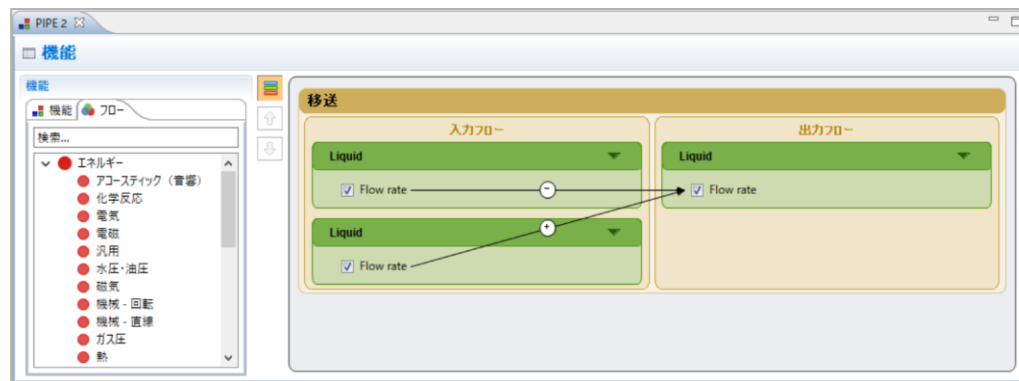 PIPE 2
機能
機能
機能 フロー
検索...
エネルギー
アコースティック (音響)
化学反応
電気
電磁
汎用
水圧・油圧
磁気
機械 - 回転
機械 - 直線
ガス圧
熱
移送
入力フロー
Liquid
Flow rate
-
Liquid
+
Flow rate
出力フロー
Liquid
Flow rate